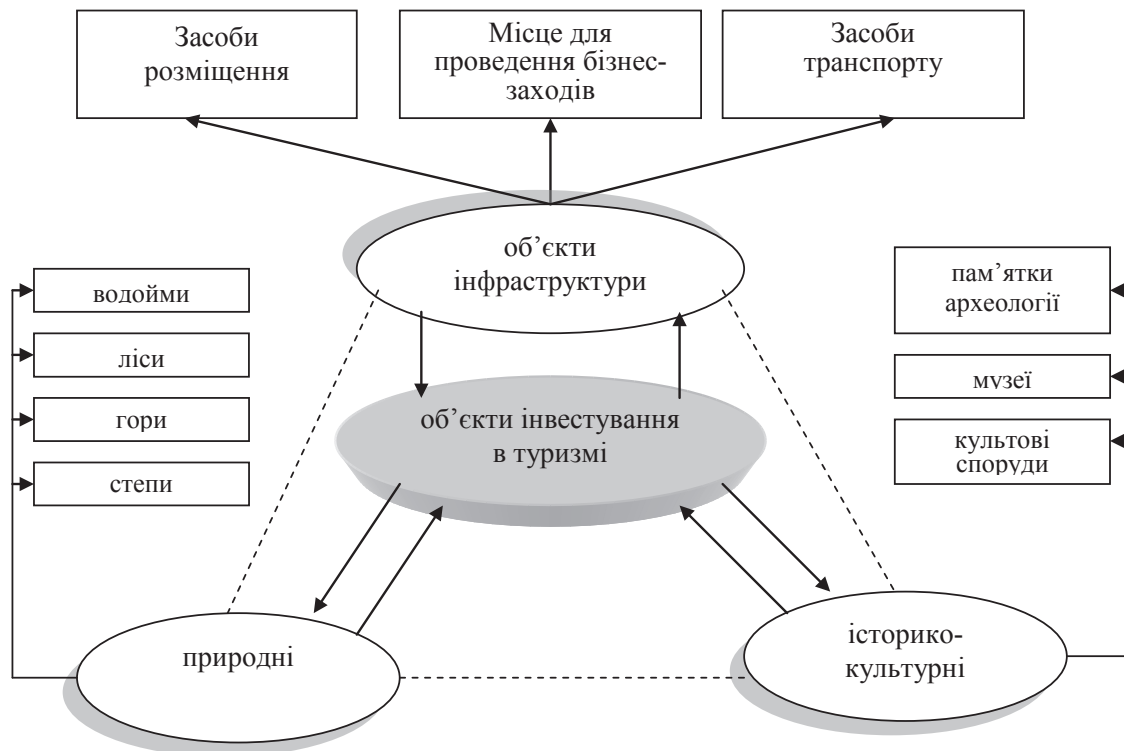 Засоби
розміщення
Місце для
проведення бізнес-
заходів
Засоби
транспорту
об’єкти
інфраструктури
водойми
ліси
гори
степи
пам’ятки
археології
музеї
культові
споруди
об’єкти інвестування
в туризмі
природні
історико-
культурні